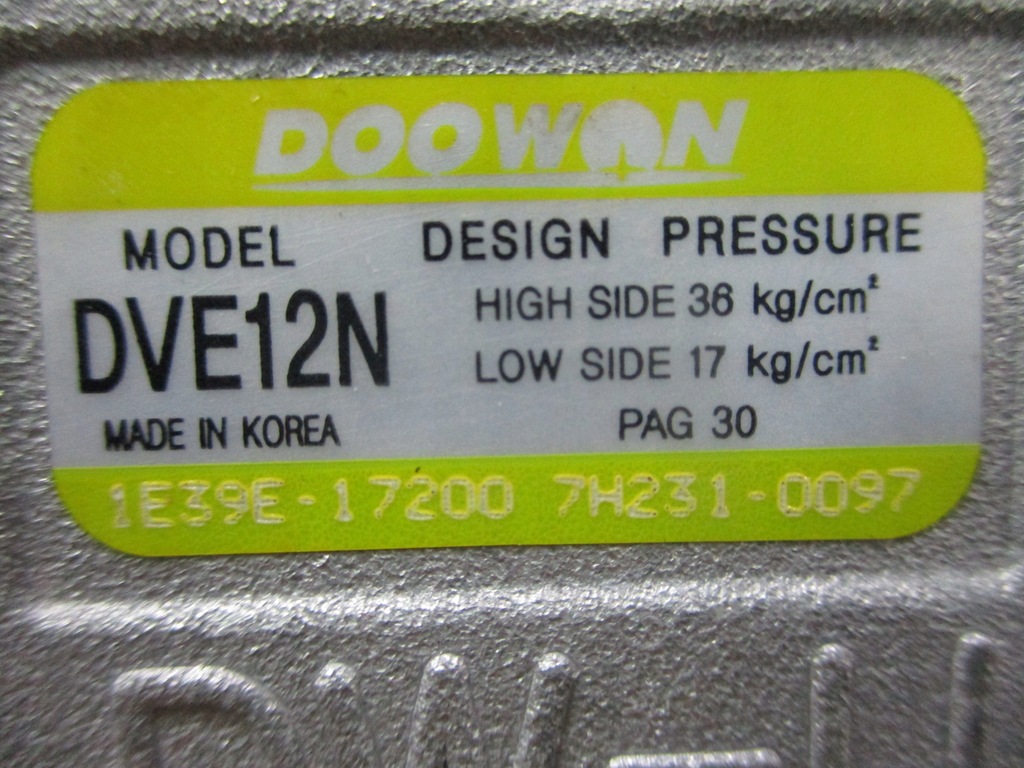 DOOWON
MODEL
DVE12N
MADE IN KOREA
DESIGN PRESSURE
HIGH SIDE 36 kg/cm²
LOW SIDE 17 kg/cm²
PAG 30
1E39E-17200 7H231-0097